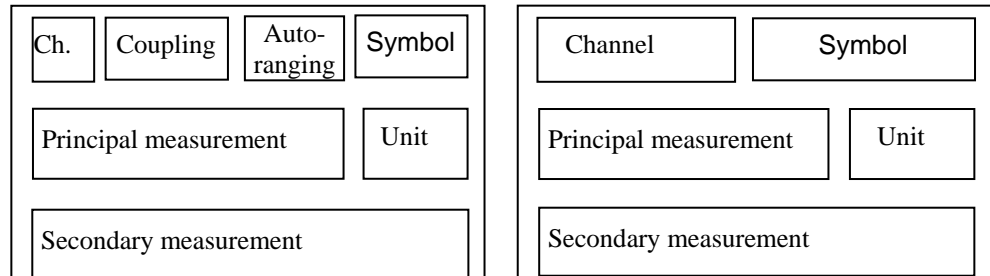 Ch.
Coupling
Auto-
ranging
Symbol
Principal measurement
Unit
Secondary measurement
Channel
Symbol
Principal measurement
Unit
Secondary measurement